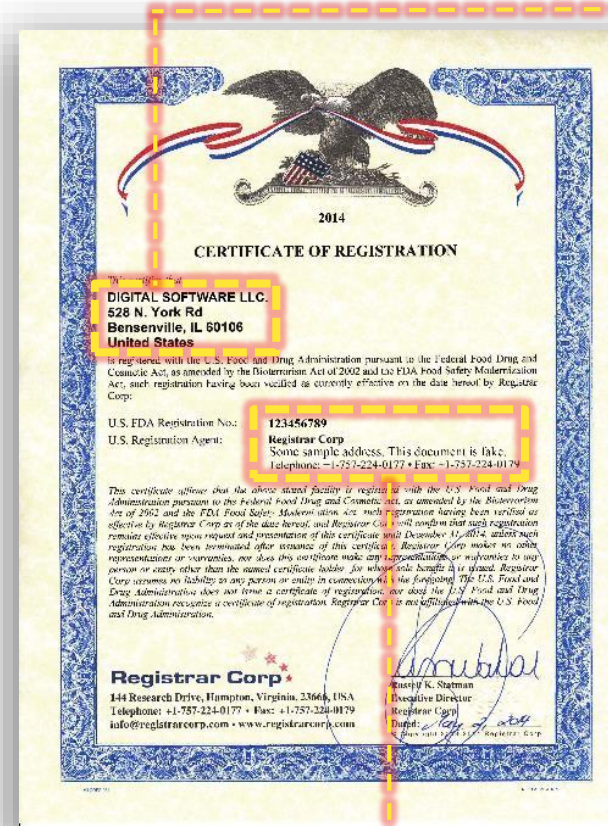 2014
CERTIFICATE OF REGISTRATION
This certifies that
DIGITAL SOFTWARE LLC.
528 N. York Rd
Bensenville, IL 60106
United States
is registered with the U.S. Food and Drug Administration pursuant to the Federal Food Drug and
Cosmetic Act, as amended by the Bioterrorism Act of 2002 and the FDA Food Safety Modernization
Act, such registration having been verified as currently effective on the date hereof by Registrar
Corp:
U.S. FDA Registration No.: 123456789
U.S. Registration Agent: Registrar Corp
Some sample address. This document is fake.
Telephone: +1-757-224-0177 • Fax: +1-757-224-0179
This certificate affirms that the above stated facility is registered with the U.S. Food and Drug
Administration pursuant to the Federal Food Drug and Cosmetic Act, as amended by the Bioterrorism
Act of 2002 and the FDA Food Safety Modernization Act, such registration having been verified as
effective by Registrar Corp as of the date hereof, and Registrar Corp will confirm that such registration
remains effective upon request and presentation of this certificate until December 31, 2014, unless such
registration has been terminated after issuance of this certificate. Registrar Corp makes no other
representations or warranties, nor does this certificate make any representations or warranties to any
person or entity other than the named certificate holder, for whose sole benefit it is issued. Registrar
Corp assumes no liability to any person or entity in connection with the foregoing. The U.S. Food and
Drug Administration does not issue a certificate of registration, nor does the U.S. Food and Drug
Administration recognize a certificate of registration. Registrar Corp is not affiliated with the U.S. Food
and Drug Administration.
Registrar Corp
144 Research Drive, Hampton, Virginia, 23666, USA
Telephone: +1-757-224-0177 • Fax: +1-757-224-0179
info@registrarcorp.com • www.registrarcorp.com
Russell K. Statman
Executive Director
Registrar Corp
Dated: May 2014
Registrar Corp